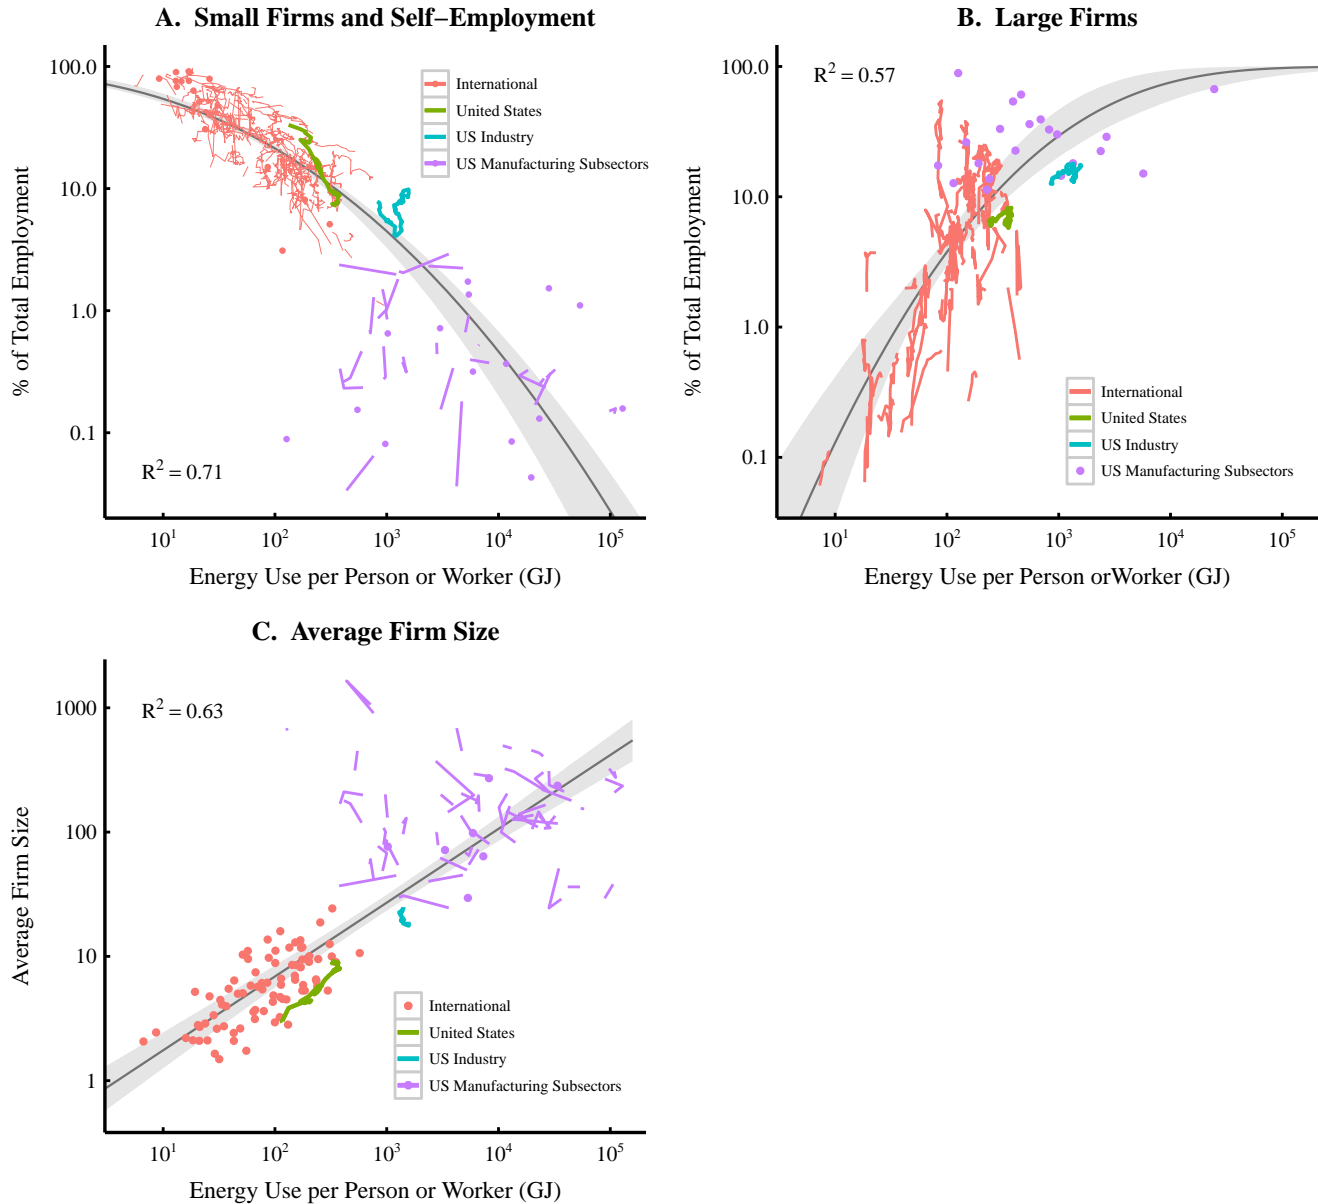 A.  Small Firms and Self−Employment
% of Total Employment
100.0
10.0
1.0
0.1
International
United States
US Industry
US Manufacturing Subsectors
R² = 0.71
10¹ 10² 10³ 10⁴ 10⁵
Energy Use per Person or Worker (GJ)
B.  Large Firms
% of Total Employment
100.0
10.0
1.0
0.1
R² = 0.57
International
United States
US Industry
US Manufacturing Subsectors
10¹ 10² 10³ 10⁴ 10⁵
Energy Use per Person orWorker (GJ)
C.  Average Firm Size
Average Firm Size
1000
100
10
1
R² = 0.63
International
United States
US Industry
US Manufacturing Subsectors
10¹ 10² 10³ 10⁴ 10⁵
Energy Use per Person or Worker (GJ)